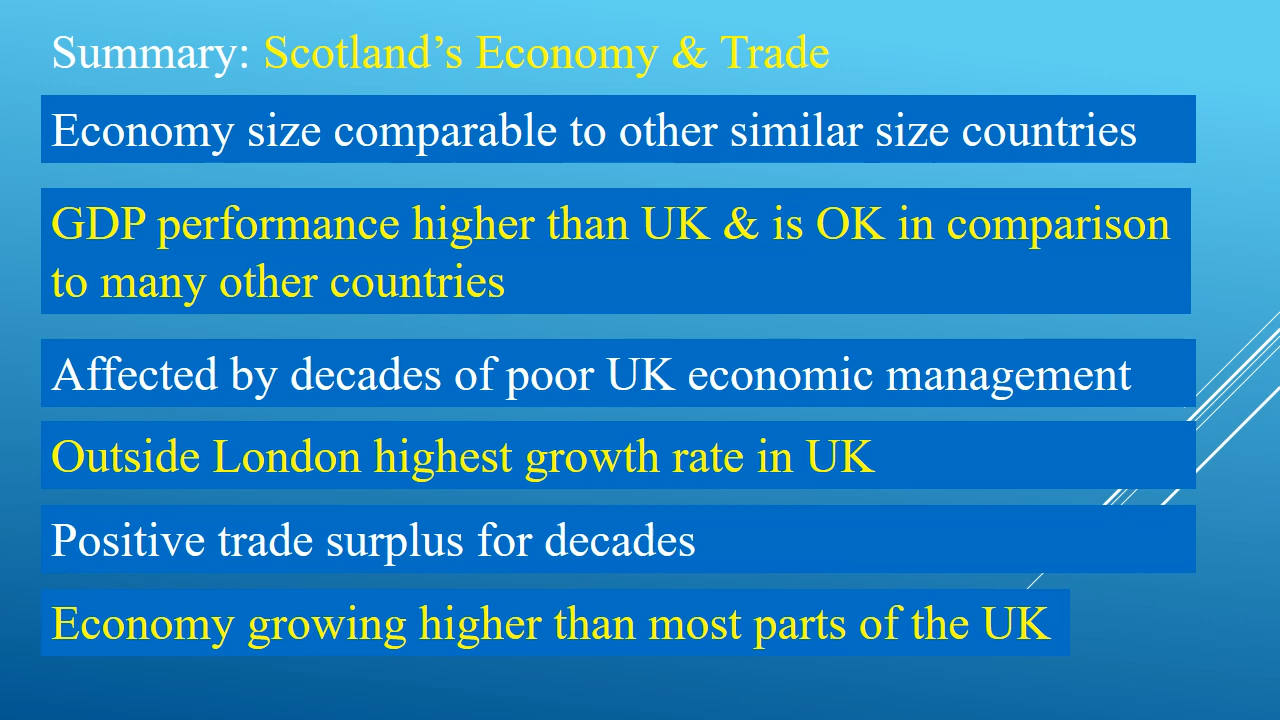 Summary: Scotland’s Economy & Trade
Economy size comparable to other similar size countries
GDP performance higher than UK & is OK in comparison
to many other countries
Affected by decades of poor UK economic management
Outside London highest growth rate in UK
Positive trade surplus for decades
Economy growing higher than most parts of the UK